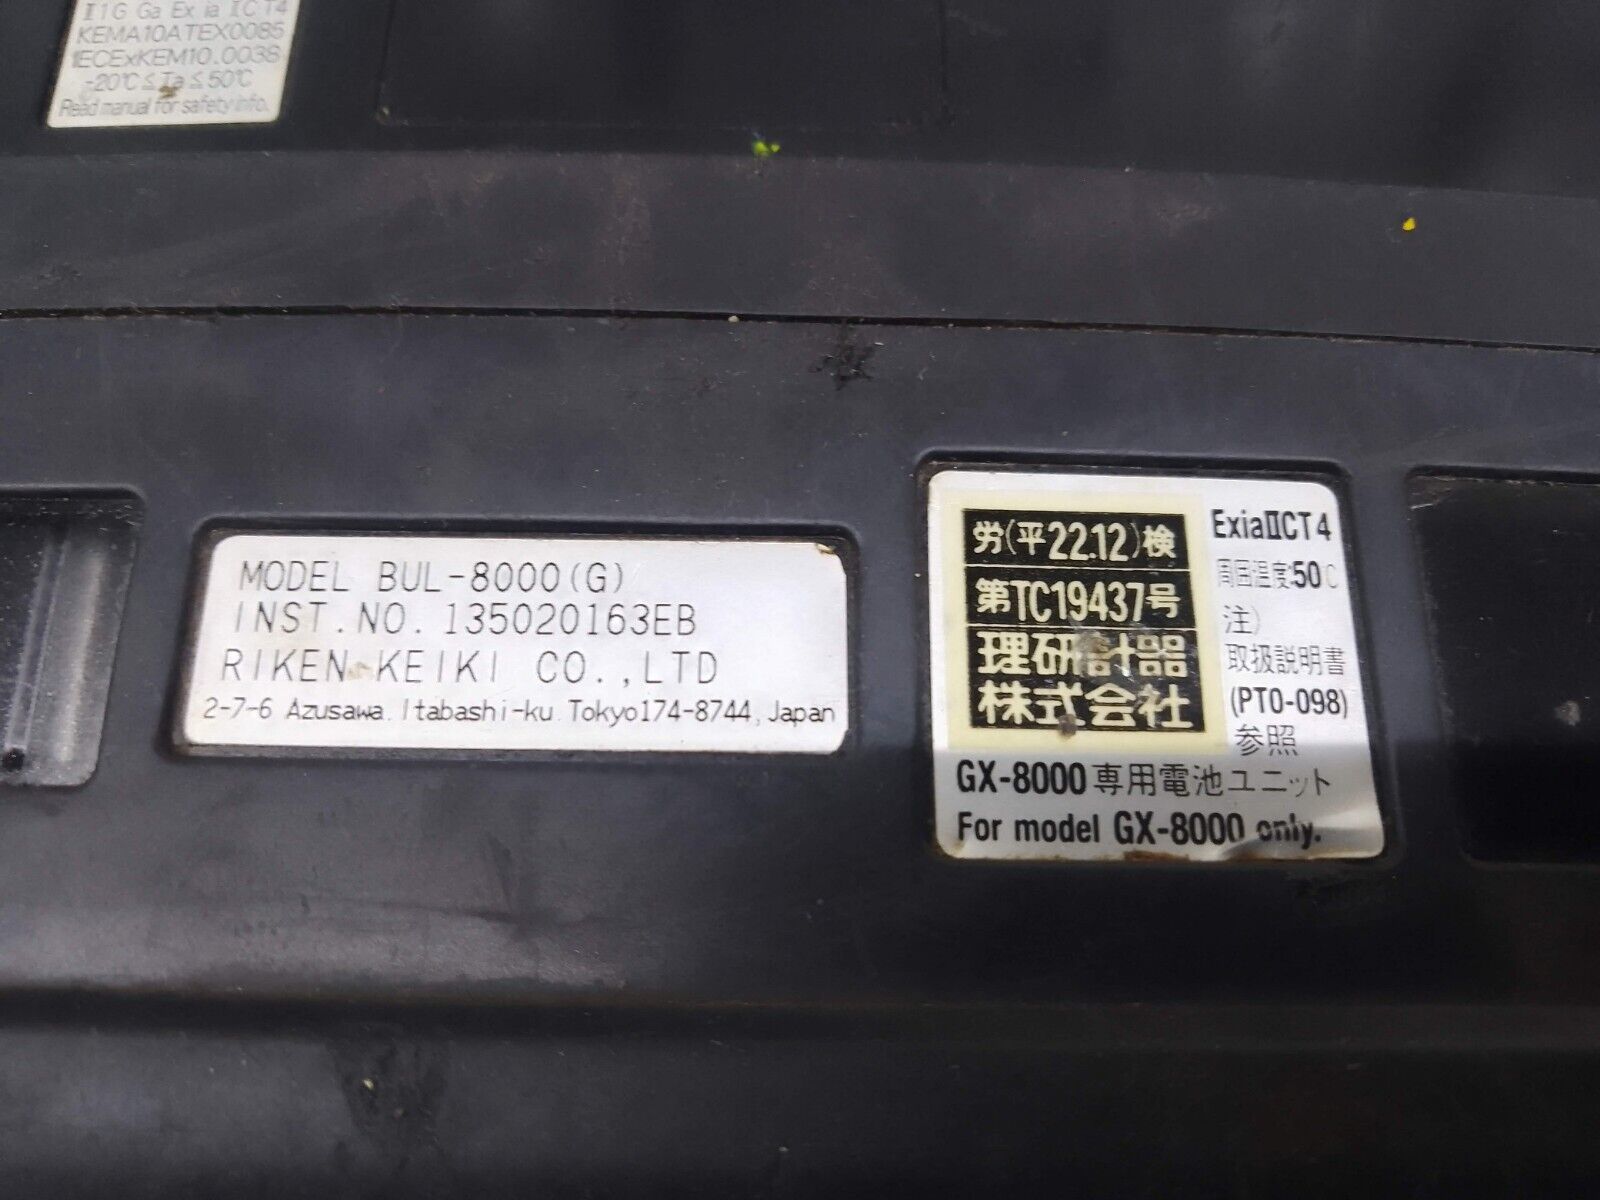 Ⅱ1G Ga Ex ia ⅡC T4
KEMA10ATEX0085
IECExKEM10.0038
-20℃≦Ta≦50℃
Read manual for safety info.
MODEL BUL-8000(G)
INST.NO. 135020163EB
RIKEN KEIKI CO.,LTD
2-7-6 Azusawa. Itabashi-ku Tokyo174-8744, Japan
労(平22.12)検
第TC19437号
理研計器
株式会社
ExiaⅡCT4
周囲温度50℃
注)
取扱説明書
(PT0-098)
参照
GX-8000専用電池ユニット
For model GX-8000 only.